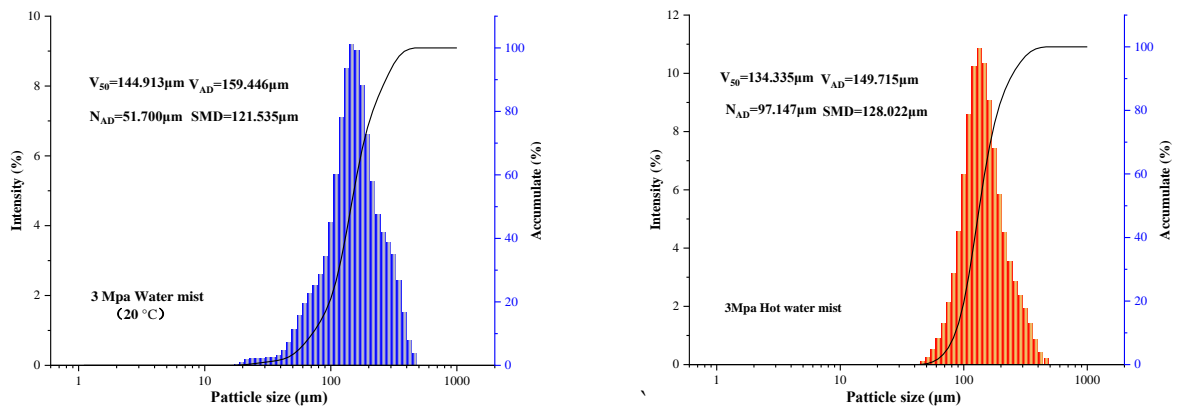 10
8
6
4
2
0
Intensity (%)
V50=144.913μm VAD=159.446μm
NAD=51.700μm SMD=121.535μm
3 Mpa Water mist
（20 °C）
100
80
60
40
20
0
Accumulate (%)
1 10 100 1000
Patticle size (μm)
12
10
8
6
4
2
0
Intensity (%)
V50=134.335μm VAD=149.715μm
NAD=97.147μm SMD=128.022μm
3Mpa Hot water mist
100
80
60
40
20
0
Accumulate (%)
1 10 100 1000
Patticle size (μm)
`